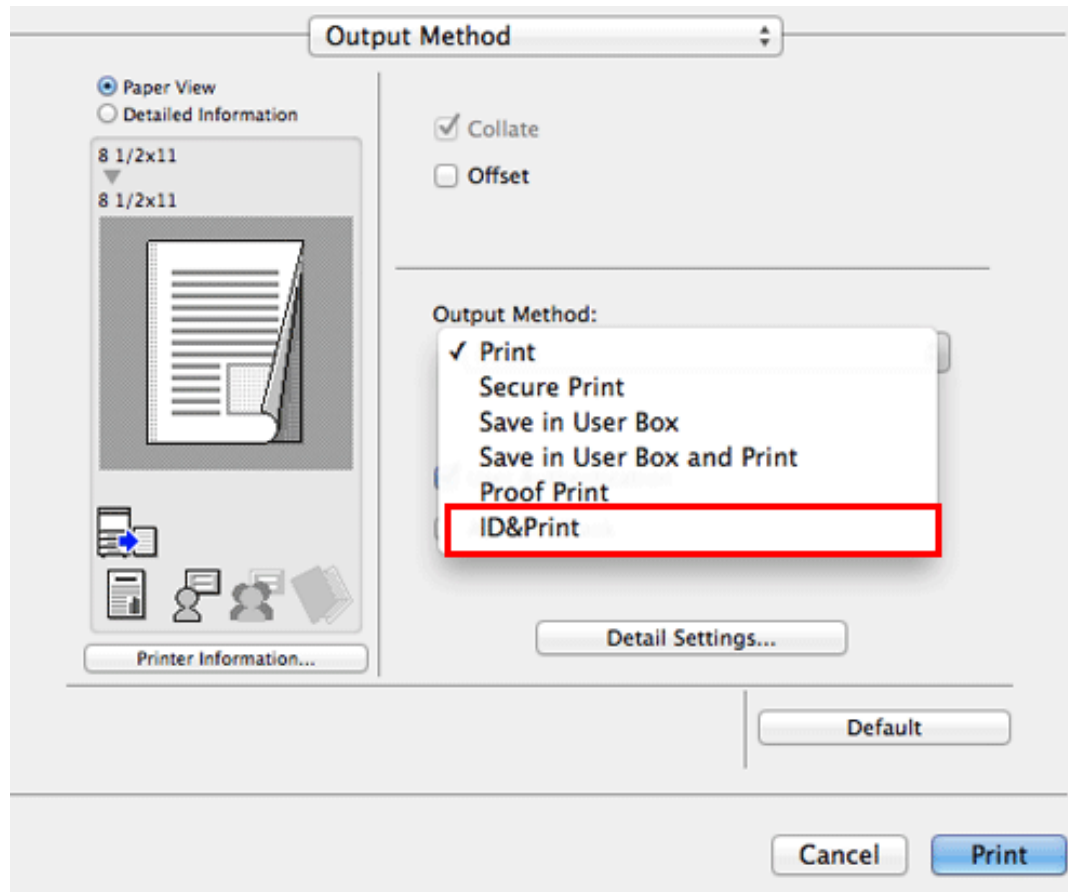 Output Method
Paper View
Detailed Information
8 1/2x11
8 1/2x11
Printer Information...
Collate
Offset
Output Method:
Print
Secure Print
Save in User Box
Save in User Box and Print
Proof Print
ID&Print
Detail Settings...
Default
Cancel
Print